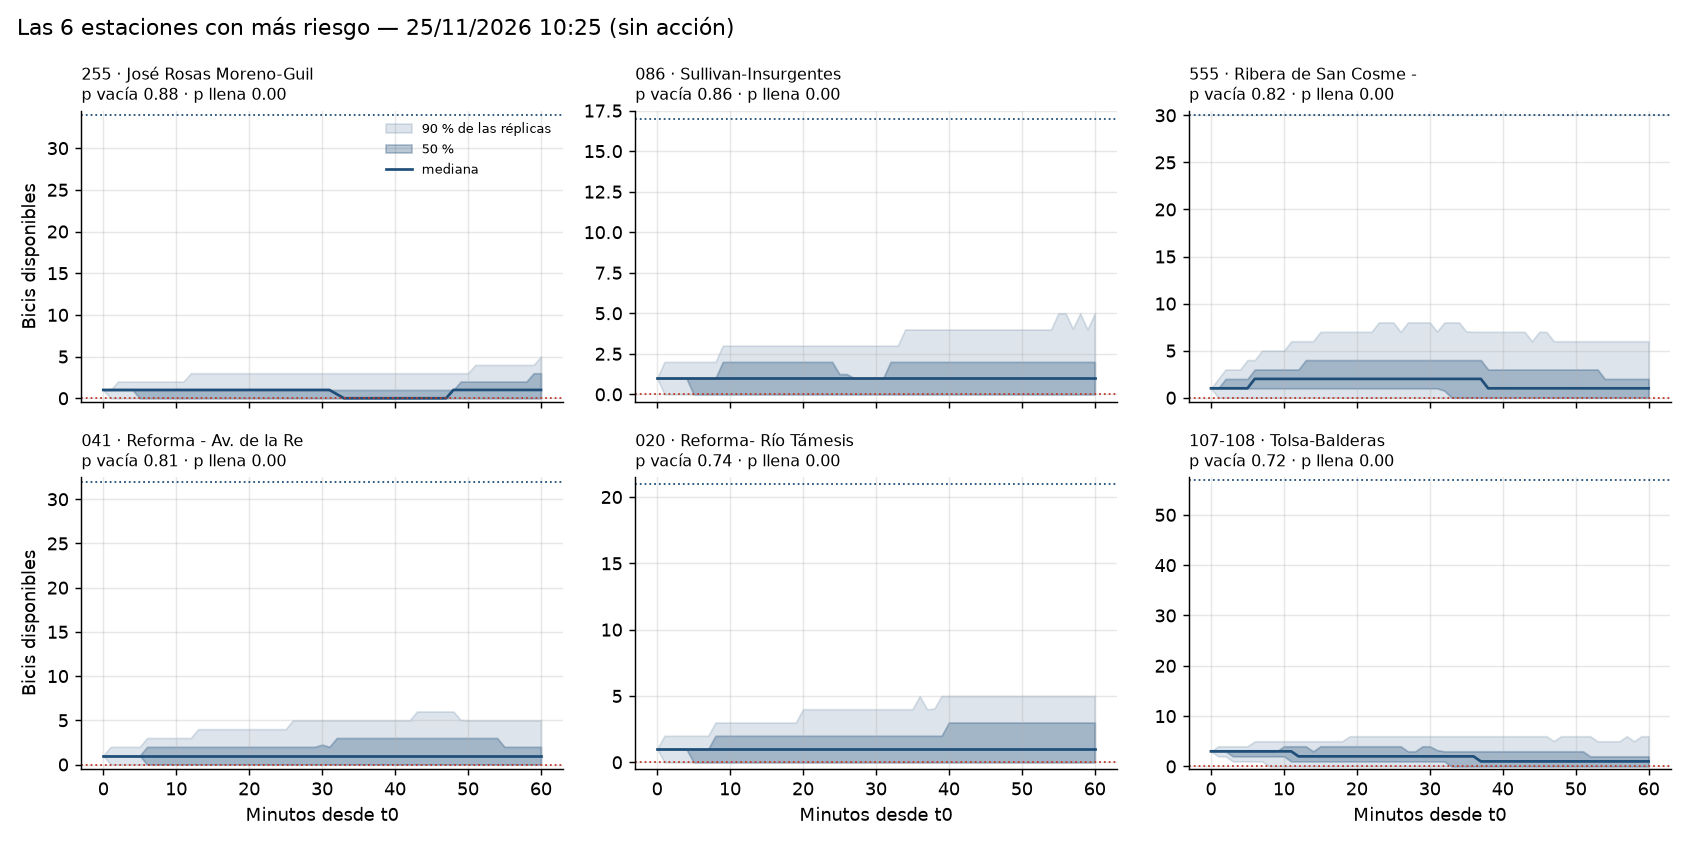 Las 6 estaciones con más riesgo — 25/11/2026 10:25 (sin acción)
255 · José Rosas Moreno-Guil
p vacía 0.88 · p llena 0.00
90 % de las réplicas
50 %
mediana
Bicis disponibles
30
25
20
15
10
5
0
086 · Sullivan-Insurgentes
p vacía 0.86 · p llena 0.00
17.5
15.0
12.5
10.0
7.5
5.0
2.5
0.0
555 · Ribera de San Cosme -
p vacía 0.82 · p llena 0.00
30
25
20
15
10
5
0
041 · Reforma - Av. de la Re
p vacía 0.81 · p llena 0.00
Bicis disponibles
30
25
20
15
10
5
0
0 10 20 30 40 50 60
Minutos desde t0
020 · Reforma- Río Támesis
p vacía 0.74 · p llena 0.00
20
15
10
5
0
0 10 20 30 40 50 60
Minutos desde t0
107-108 · Tolsa-Balderas
p vacía 0.72 · p llena 0.00
50
40
30
20
10
0
0 10 20 30 40 50 60
Minutos desde t0